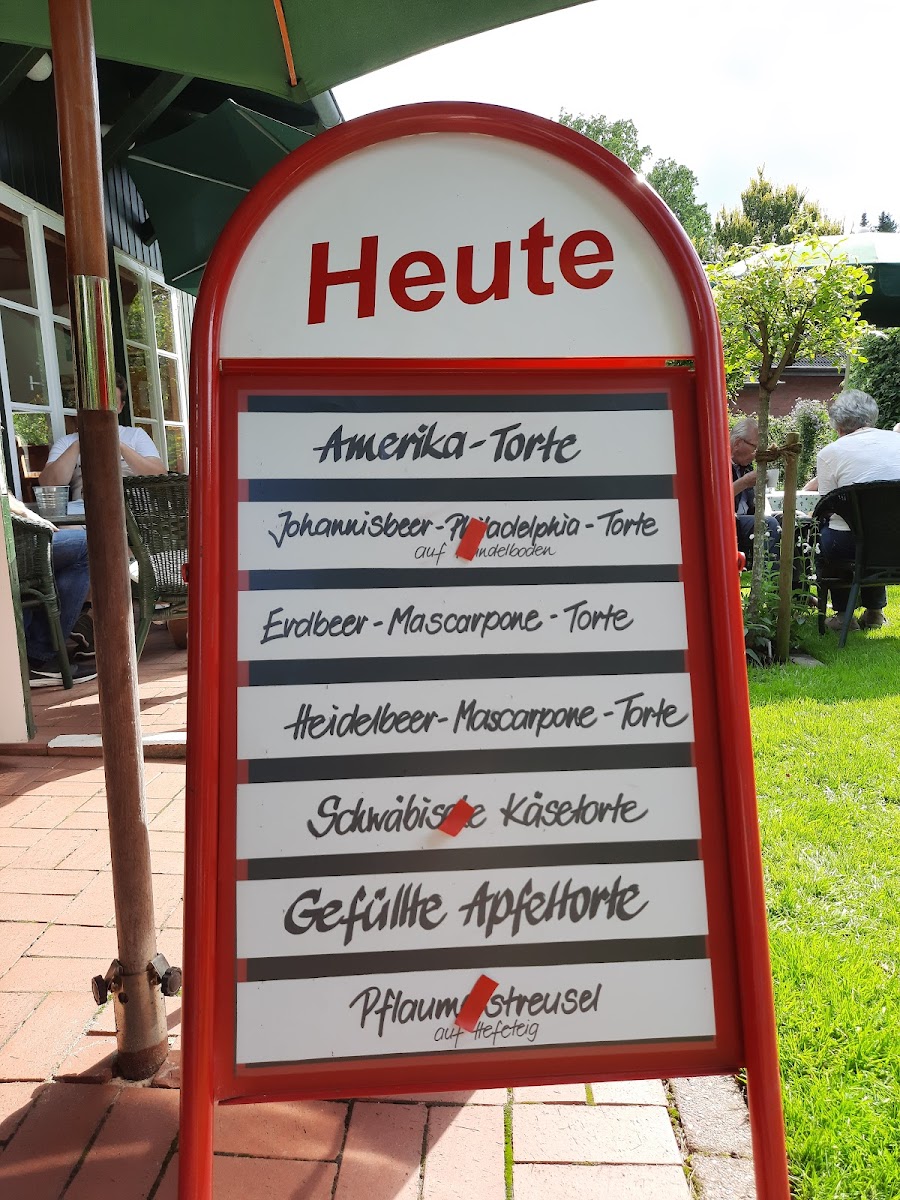 Heute
Amerika-Torte
Johannisbeer-Philadelphia-Torte
auf Mandelboden
Erdbeer-Mascarpone-Torte
Heidelbeer-Mascarpone-Torte
Schwäbische Käsetorte
Gefüllte Apfeltorte
Pflaumenstreusel
auf Hefeteig